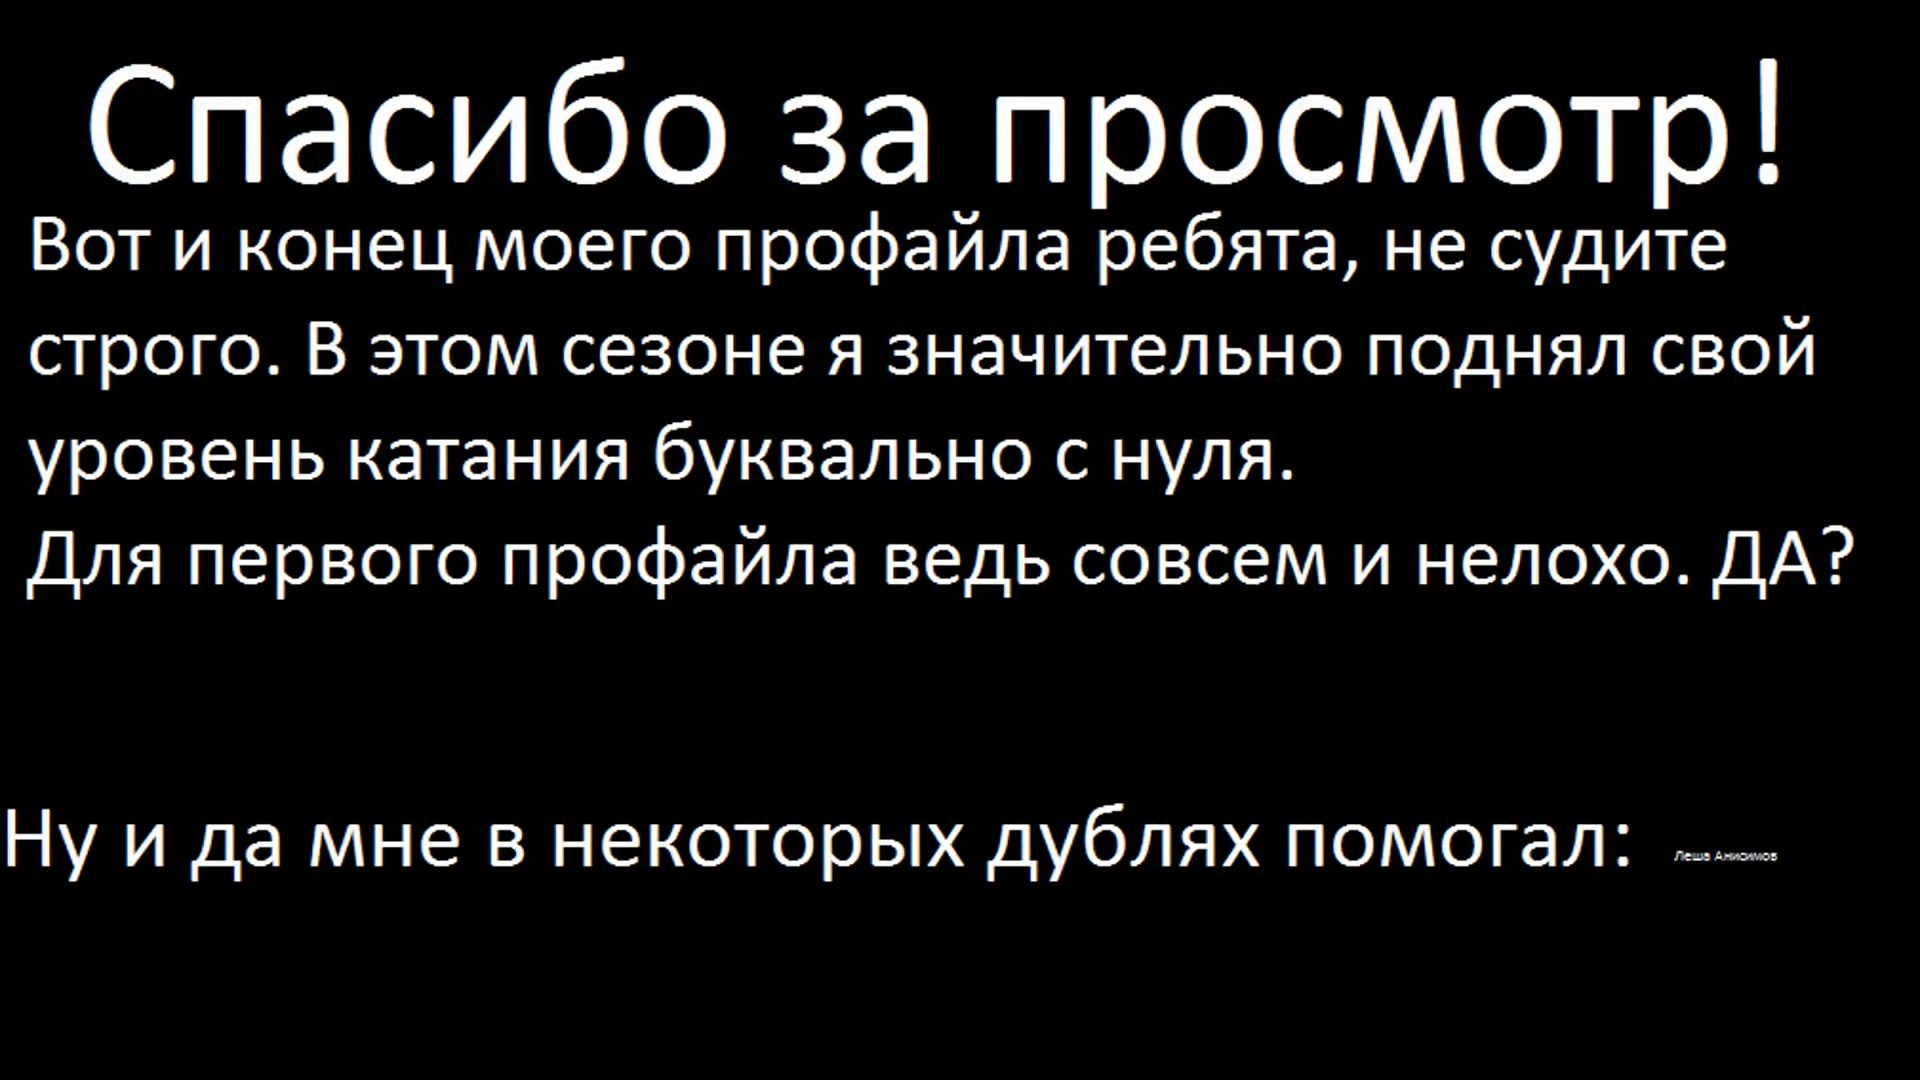 Спасибо за просмотр!
Вот и конец моего профайла ребята, не судите
строго. В этом сезоне я значительно поднял свой
уровень катания буквально с нуля.
Для первого профайла ведь совсем и нелохо. ДА?
Ну и да мне в некоторых дублях помогал: Леша Анисимов